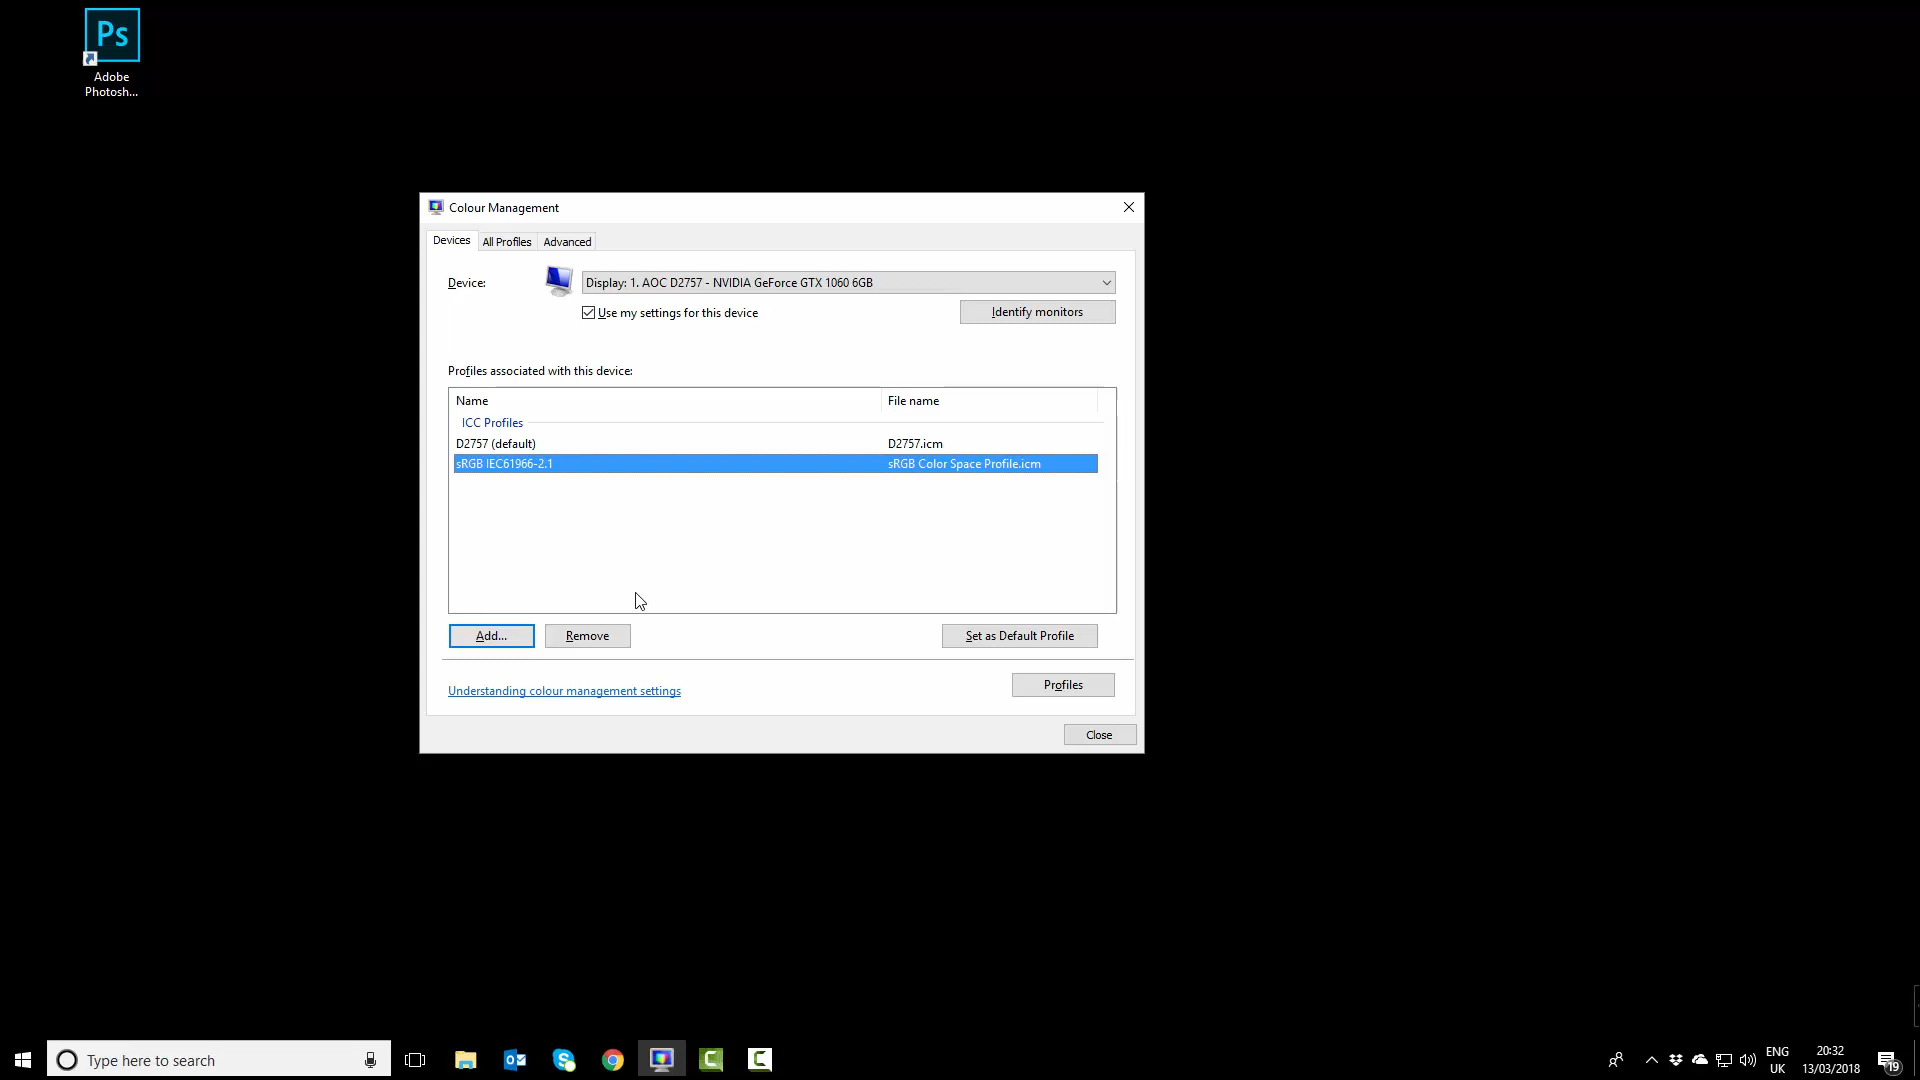 Ps
Adobe
Photosh...
Colour Management
Devices
All Profiles
Advanced
Device:
Display: 1. AOC D2757 - NVIDIA GeForce GTX 1060 6GB
Use my settings for this device
Identify monitors
Profiles associated with this device:
Name
File name
ICC Profiles
D2757 (default)
D2757.icm
sRGB IEC61966-2.1
sRGB Color Space Profile.icm
Add...
Remove
Set as Default Profile
Understanding colour management settings
Profiles
Close
Type here to search
ENG
UK
20:32
13/03/2018
19